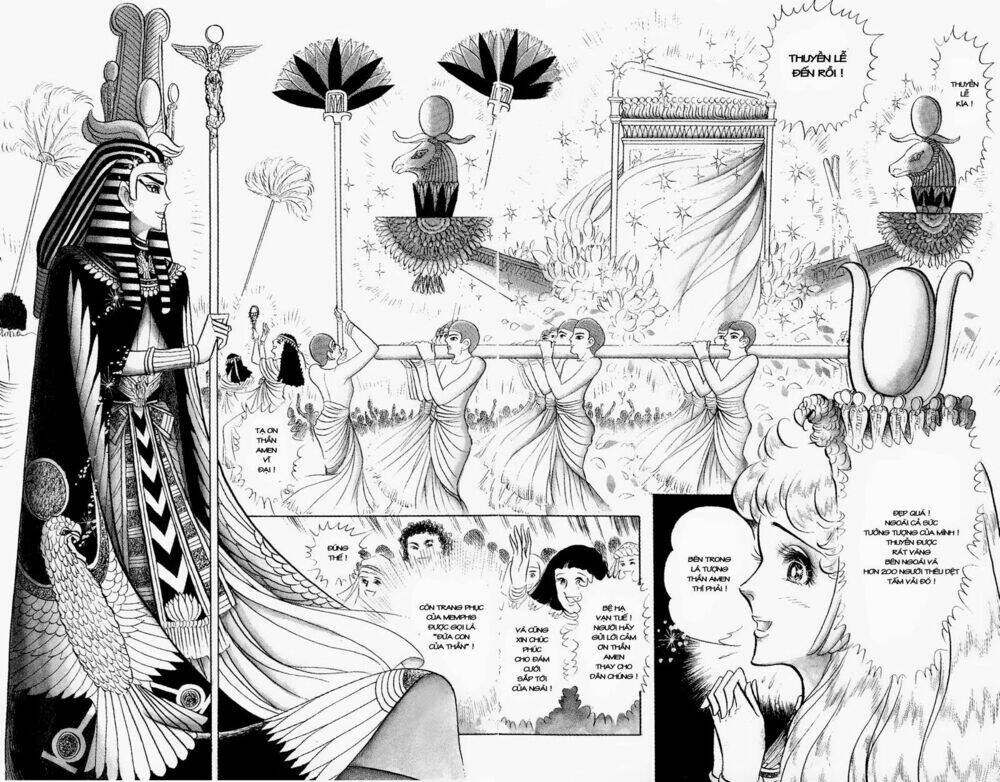 THUYỀN LỄ
ĐẾN RỒI !
THUYỀN
LỄ
KÌA !
TẠ ƠN
THẦN
AMEN
VĨ
ĐẠI !
ĐẸP QUÁ !
NGOÀI CẢ SỨC
TƯỞNG TƯỢNG CỦA MÌNH !
THUYỀN ĐƯỢC
RÁT VÀNG
BÊN NGOÀI VÀ
HƠN 200 NGƯỜI THÊU DỆT
TẤM VẢI ĐÓ !
BÊN TRONG
LÀ TƯỢNG
THẦN AMEN
THÌ PHẢI !
ĐÚNG
THẾ !
CÒN TRANG PHỤC
CỦA MEMPHIS
ĐƯỢC GỌI LÀ
"ĐỨA CON
CỦA THẦN" !
BỆ HẠ
VẠN TUẾ !
NGƯỜI HÃY
GỬI LỜI CẢM
ƠN THẦN
AMEN
THAY CHO
DÂN CHÚNG !
VÀ CŨNG
XIN CHÚC
PHÚC
CHO ĐÁM
CƯỚI
SẮP TỚI
CỦA NGÀI !